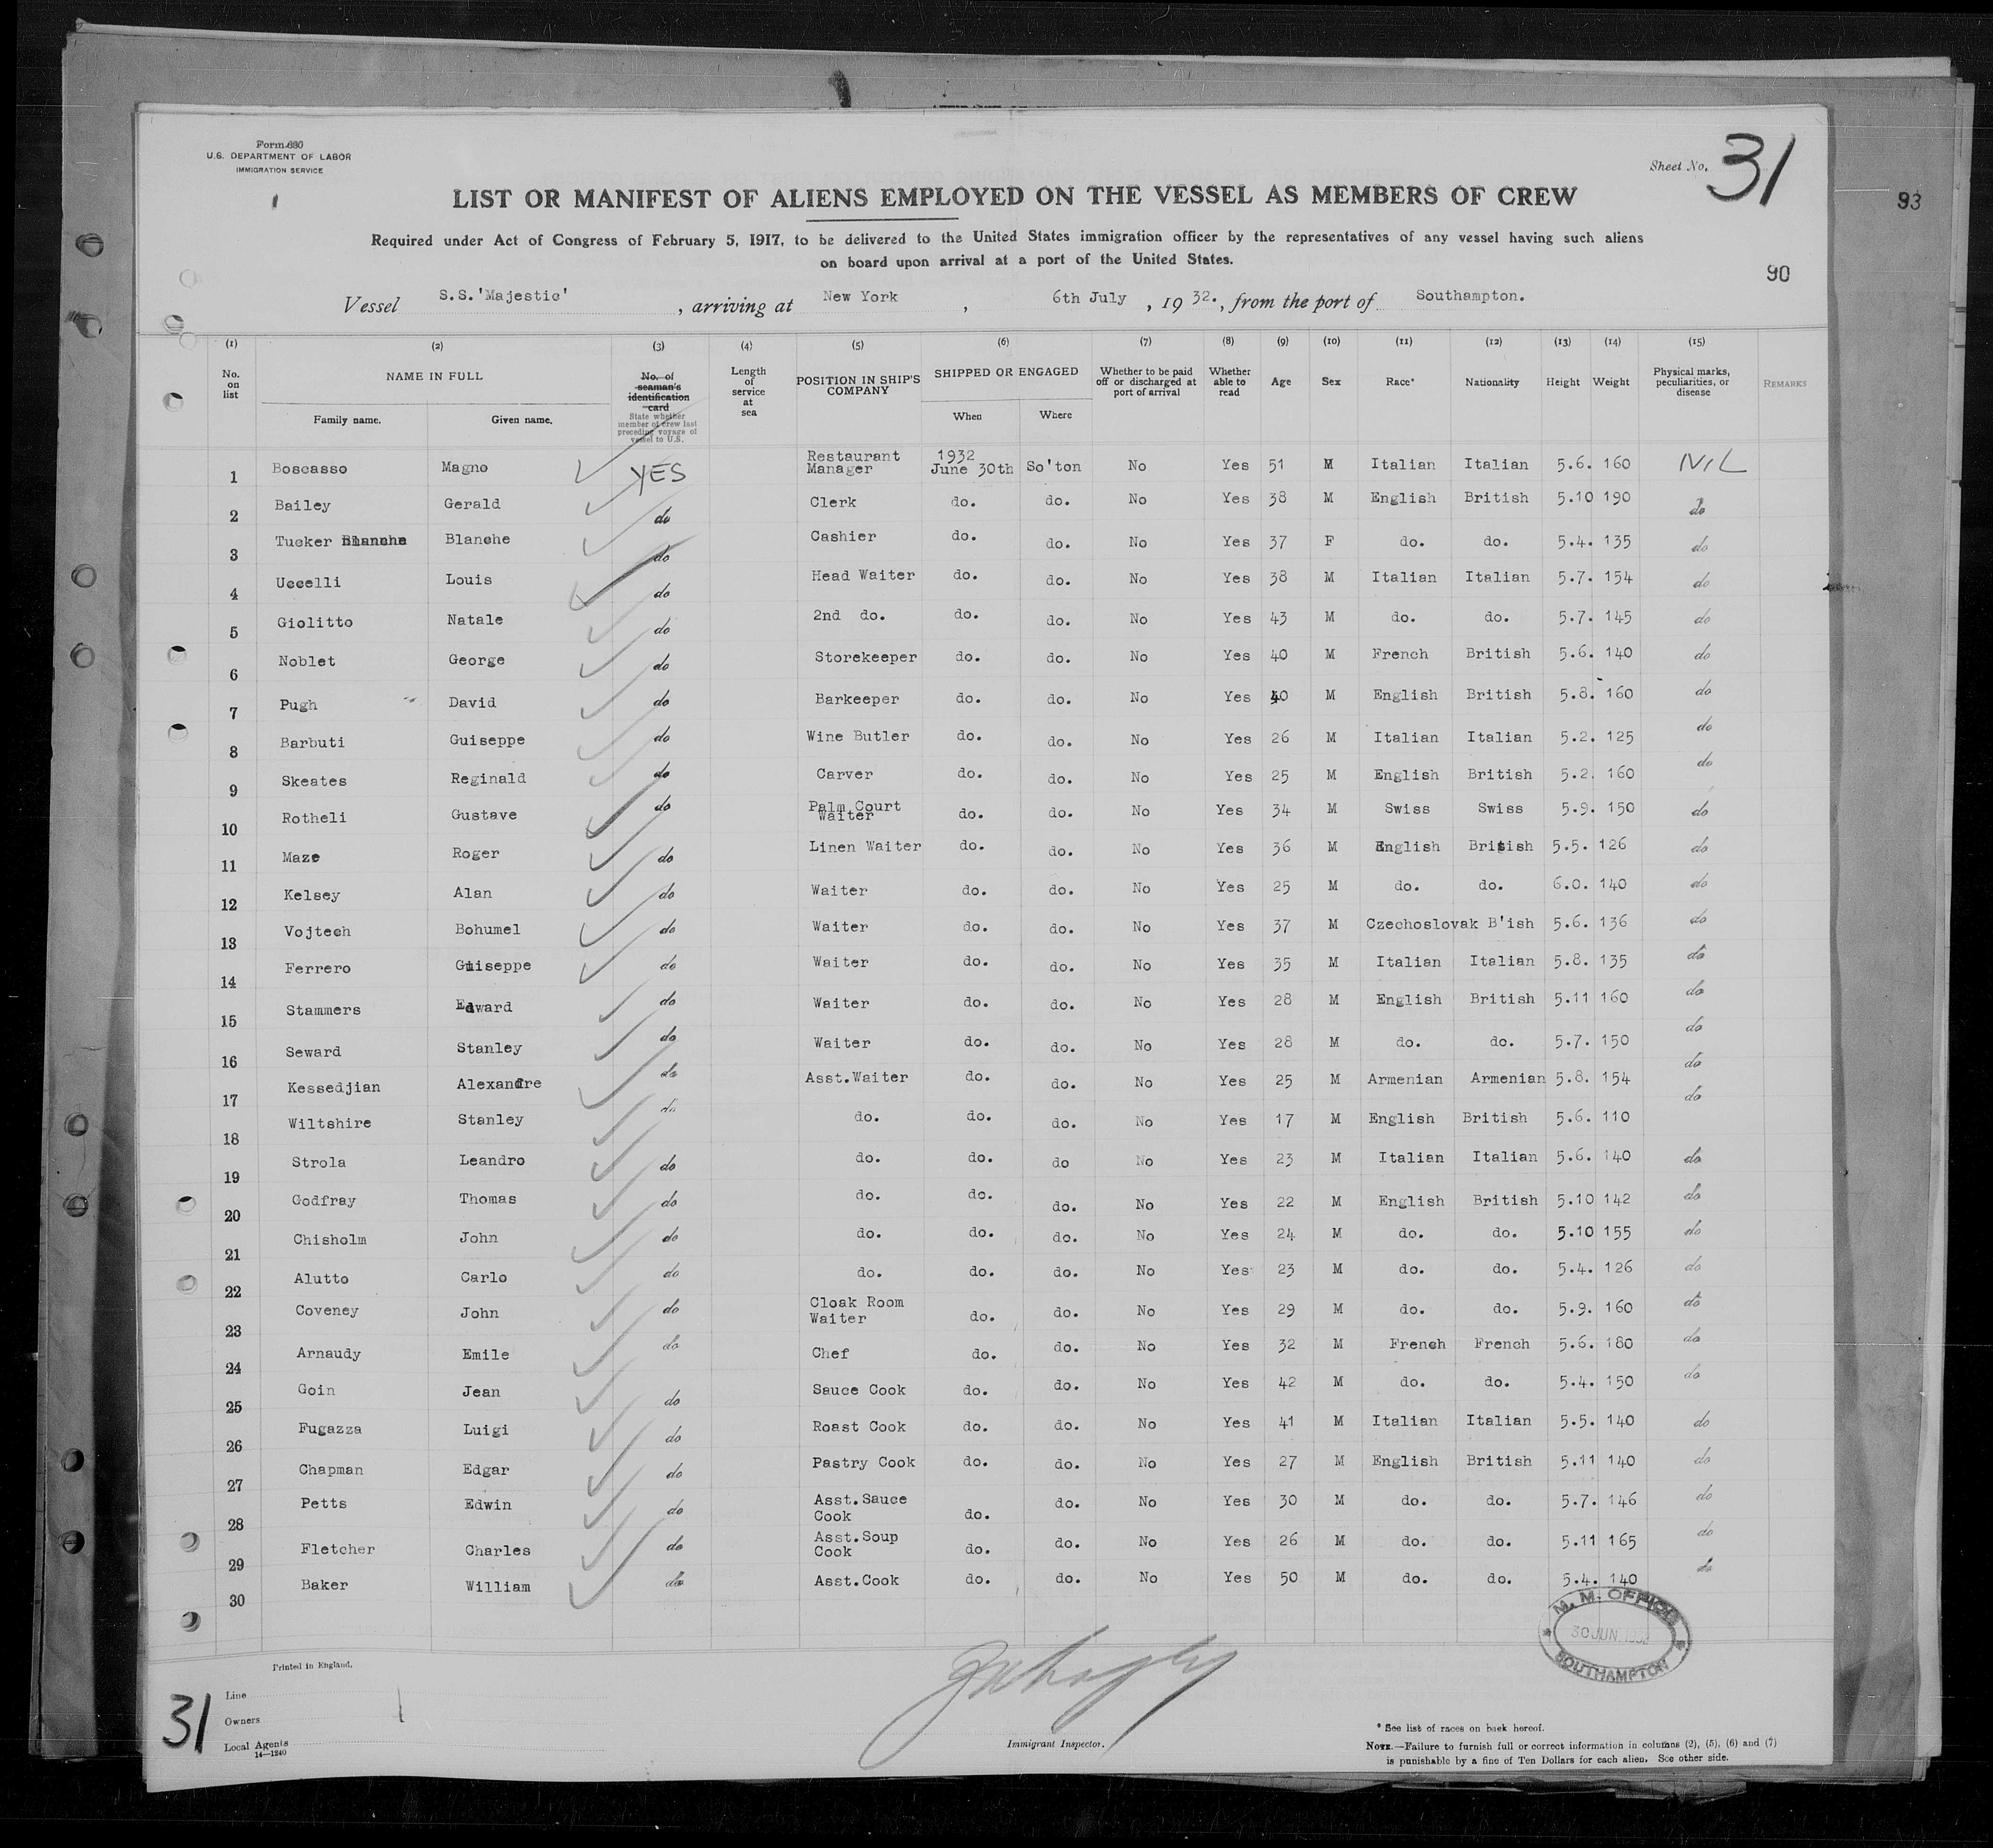 Form 680
U.S. DEPARTMENT OF LABOR
IMMIGRATION SERVICE
Sheet No. 31
93
LIST OR MANIFEST OF ALIENS EMPLOYED ON THE VESSEL AS MEMBERS OF CREW
Required under Act of Congress of February 5, 1917, to be delivered to the United States immigration officer by the representatives of any vessel having such aliens
on board upon arrival at a port of the United States.
90
Vessel S.S.'Majestic' , arriving at New York , 6th July , 19 32. , from the port of Southampton.
(1) (2) (3) (4) (5) (6) (7) (8) (9) (10) (11) (12) (13) (14) (15)
No. on list NAME IN FULL Family name. Given name. No. of seaman's identification card State whether member of crew last preceding voyage of vessel to U.S. Length of service at sea POSITION IN SHIP'S COMPANY SHIPPED OR ENGAGED When Where Whether to be paid off or discharged at port of arrival Whether able to read Age Sex Race* Nationality Height Weight Physical marks, peculiarities, or disease REMARKS
1 Boscasso Magno YES Restaurant Manager 1932 June 30th So'ton No Yes 51 M Italian Italian 5.6. 160 NIL
2 Bailey Gerald do Clerk do. do. No Yes 38 M English British 5.10 190 do
3 Tucker Blanche Blanche do Cashier do. do. No Yes 37 F do. do. 5.4. 135 do
4 Uccelli Louis do Head Waiter do. do. No Yes 38 M Italian Italian 5.7. 154 do
5 Giolitto Natale do 2nd do. do. do. No Yes 43 M do. do. 5.7. 145 do
6 Noblet George do Storekeeper do. do. No Yes 40 M French British 5.6. 140 do
7 Pugh David do Barkeeper do. do. No Yes 40 M English British 5.8. 160 do
8 Barbuti Guiseppe do Wine Butler do. do. No Yes 26 M Italian Italian 5.2. 125 do
9 Skeates Reginald do Carver do. do. No Yes 25 M English British 5.2. 160 do
10 Rotheli Gustave do Palm Court Waiter do. do. No Yes 34 M Swiss Swiss 5.9. 150 do
11 Maze Roger do Linen Waiter do. do. No Yes 36 M English British 5.5. 126 do
12 Kelsey Alan do Waiter do. do. No Yes 25 M do. do. 6.0. 140 do
13 Vojtech Bohumel do Waiter do. do. No Yes 37 M Czechoslovak B'ish 5.6. 136 do
14 Ferrero Guiseppe do Waiter do. do. No Yes 35 M Italian Italian 5.8. 135 do
15 Stammers Edward do Waiter do. do. No Yes 28 M English British 5.11 160 do
16 Seward Stanley do Waiter do. do. No Yes 28 M do. do. 5.7. 150 do
17 Kessedjian Alexandre do Asst.Waiter do. do. No Yes 25 M Armenian Armenian 5.8. 154 do
18 Wiltshire Stanley do do. do. do. No Yes 17 M English British 5.6. 110 do
19 Strola Leandro do do. do. do No Yes 23 M Italian Italian 5.6. 140 do
20 Godfray Thomas do do. do. do. No Yes 22 M English British 5.10 142 do
21 Chisholm John do do. do. do. No Yes 24 M do. do. 5.10 155 do
22 Alutto Carlo do do. do. do. No Yes 23 M do. do. 5.4. 126 do
23 Coveney John do Cloak Room Waiter do. do. No Yes 29 M do. do. 5.9. 160 do
24 Arnaudy Emile do Chef do. do. No Yes 32 M French French 5.6. 180 do
25 Goin Jean do Sauce Cook do. do. No Yes 42 M do. do. 5.4. 150 do
26 Fugazza Luigi do Roast Cook do. do. No Yes 41 M Italian Italian 5.5. 140 do
27 Chapman Edgar do Pastry Cook do. do. No Yes 27 M English British 5.11 140 do
28 Petts Edwin do Asst.Sauce Cook do. do. No Yes 30 M do. do. 5.7. 146 do
29 Fletcher Charles do Asst.Soup Cook do. do. No Yes 26 M do. do. 5.11 165 do
30 Baker William do Asst.Cook do. do. No Yes 50 M do. do. 5.4. 140 do
M. M. OFFICE
30 JUN 1932
SOUTHAMPTON
Printed in England.
31
Line
Owners
Local Agents
14—1240
Immigrant Inspector.
* See list of races on back hereof.
NOTE.—Failure to furnish full or correct information in columns (2), (5), (6) and (7)
is punishable by a fine of Ten Dollars for each alien. See other side.